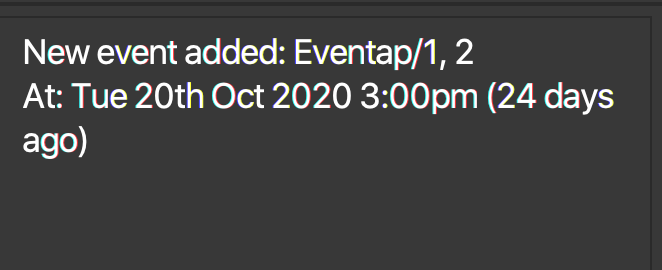 New event added: Eventap/1, 2
At: Tue 20th Oct 2020 3:00pm (24 days
ago)